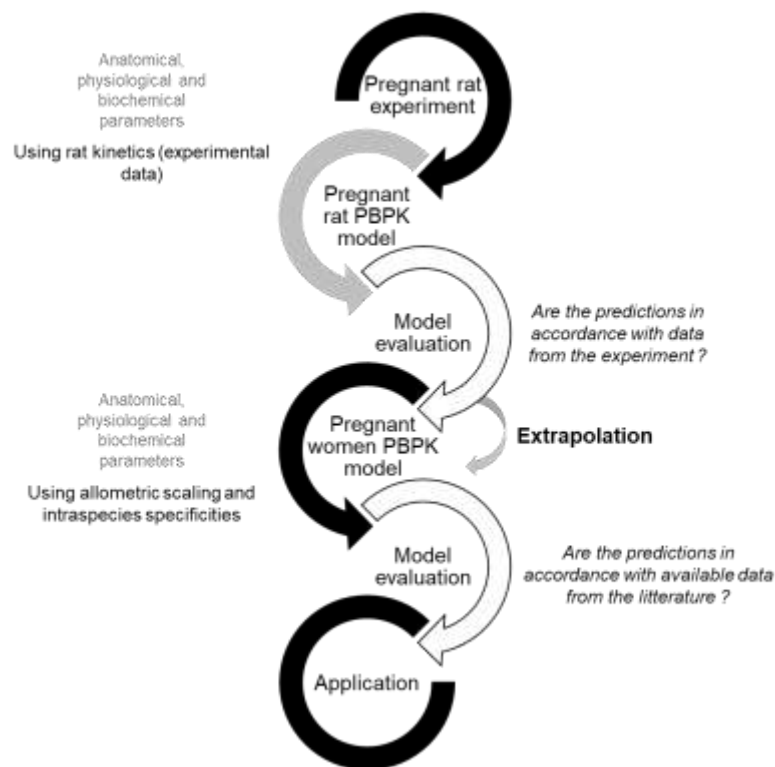 Anatomical,
physiological and
biochemical
parameters
Using rat kinetics (experimental
data)
Pregnant rat
experiment
Pregnant
rat PBPK
model
Model
evaluation
Are the predictions in
accordance with data
from the experiment ?
Anatomical,
physiological and
biochemical
parameters
Using allometric scaling and
intraspecies specificities
Pregnant
women PBPK
model
Extrapolation
Model
evaluation
Are the predictions in
accordance with available data
from the litterature ?
Application